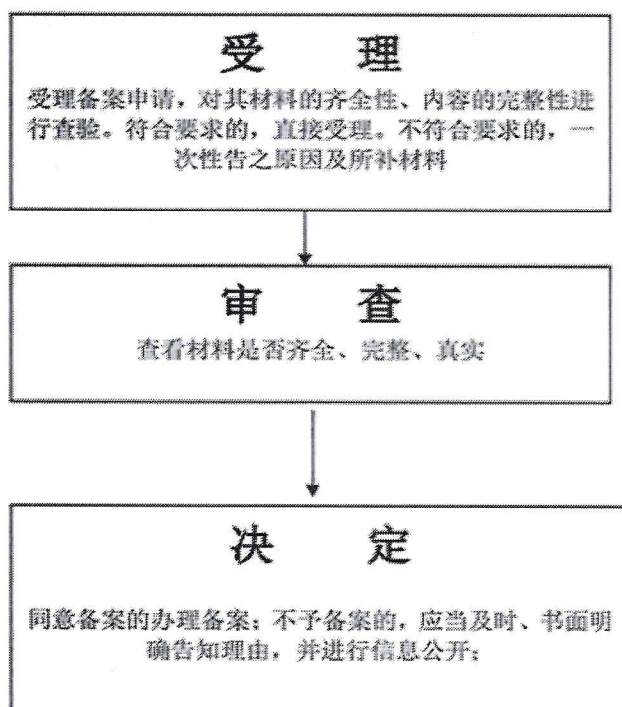 受 理
受理备案申请，对其材料的齐全性、内容的完整性进
行查验。符合要求的，直接受理。不符合要求的，一
次性告之原因及所补材料
审 查
查看材料是否齐全、完整、真实
决 定
同意备案的办理备案；不予备案的，应当及时、书面明
确告知理由，并进行信息公开；